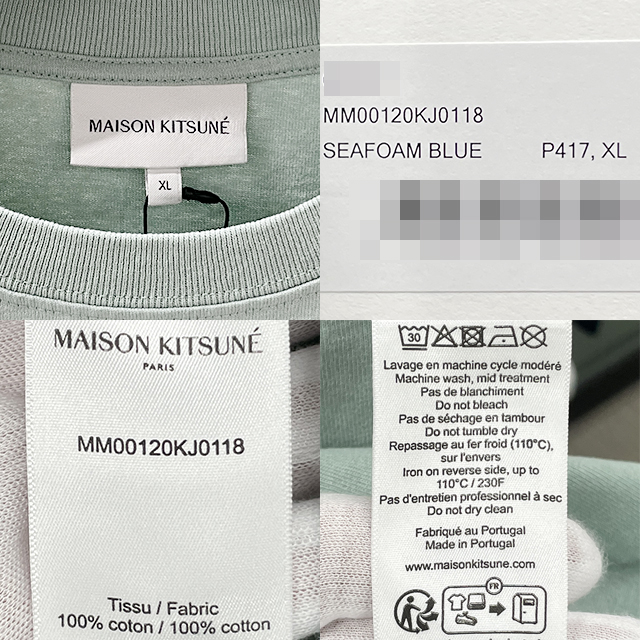 MAISON KITSUNÉ
XL
MM00120KJ0118
SEAFOAM BLUE P417, XL
MAISON KITSUNÉ
PARIS
MM00120KJ0118
Tissu / Fabric
100% coton / 100% cotton
30
Lavage en machine cycle modéré
Machine wash, mid treatment
Pas de blanchiment
Do not bleach
Pas de séchage en tambour
Do not tumble dry
Repassage au fer froid (110°C),
sur l'envers
Iron on reverse side, up to
110°C / 230F
Pas d'entretien professionnel à sec
Do not dry clean
Fabriqué au Portugal
Made in Portugal
www.maisonkitsune.com
FR